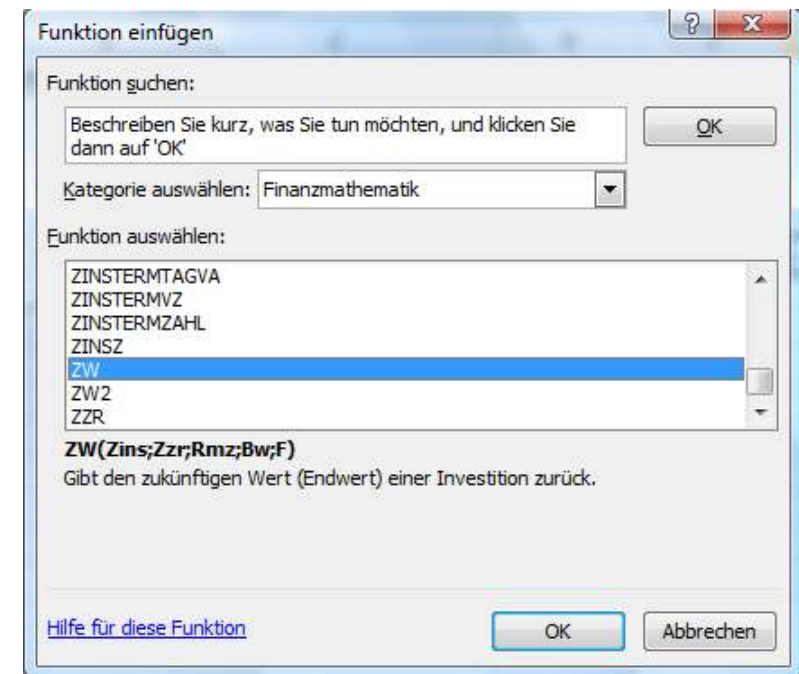 Funktion einfügen
Funktion suchen:
Beschreiben Sie kurz, was Sie tun möchten, und klicken Sie
dann auf 'OK'
OK
Kategorie auswählen: Finanzmathematik
Funktion auswählen:
ZINSTERMTAGVA
ZINSTERMVZ
ZINSTERMZAHL
ZINSZ
ZW
ZW2
ZZR
ZW(Zins;Zzr;Rmz;Bw;F)
Gibt den zukünftigen Wert (Endwert) einer Investition zurück.
Hilfe für diese Funktion
OK
Abbrechen